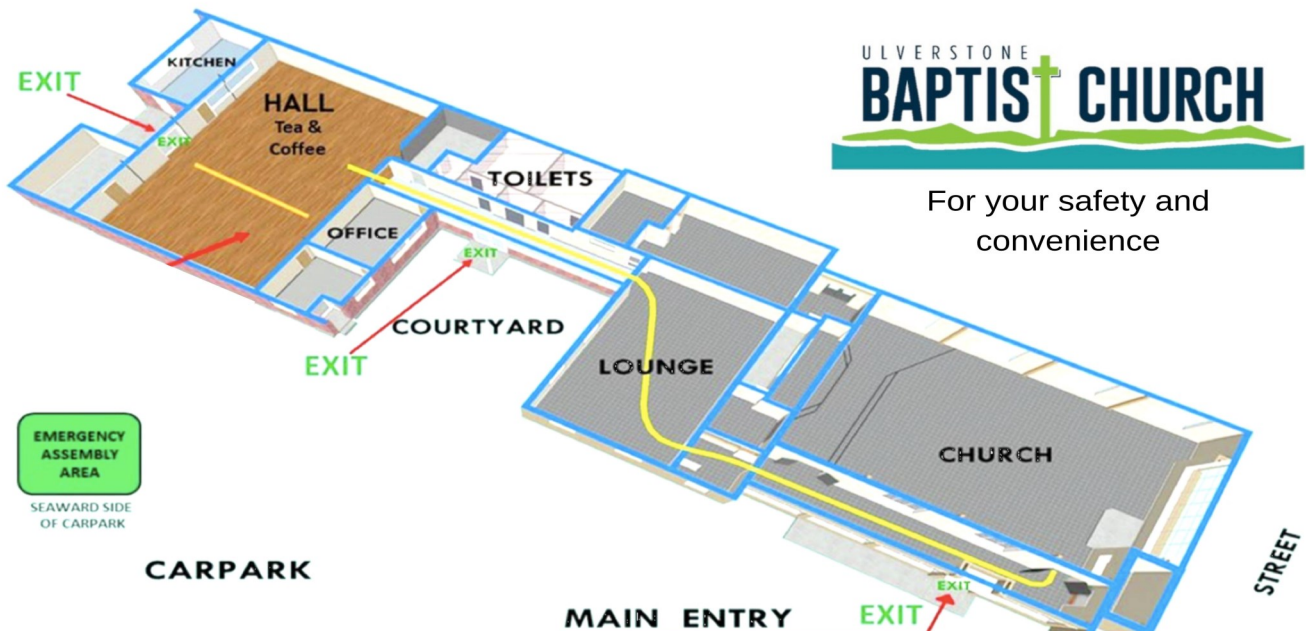 ULVERSTONE
BAPTIST CHURCH
For your safety and
convenience
KITCHEN
EXIT
EXIT
HALL
Tea &
Coffee
TOILETS
OFFICE
EXIT
COURTYARD
EXIT
LOUNGE
EMERGENCY
ASSEMBLY
AREA
SEAWARD SIDE
OF CARPARK
CHURCH
STREET
CARPARK
EXIT
EXIT
MAIN ENTRY